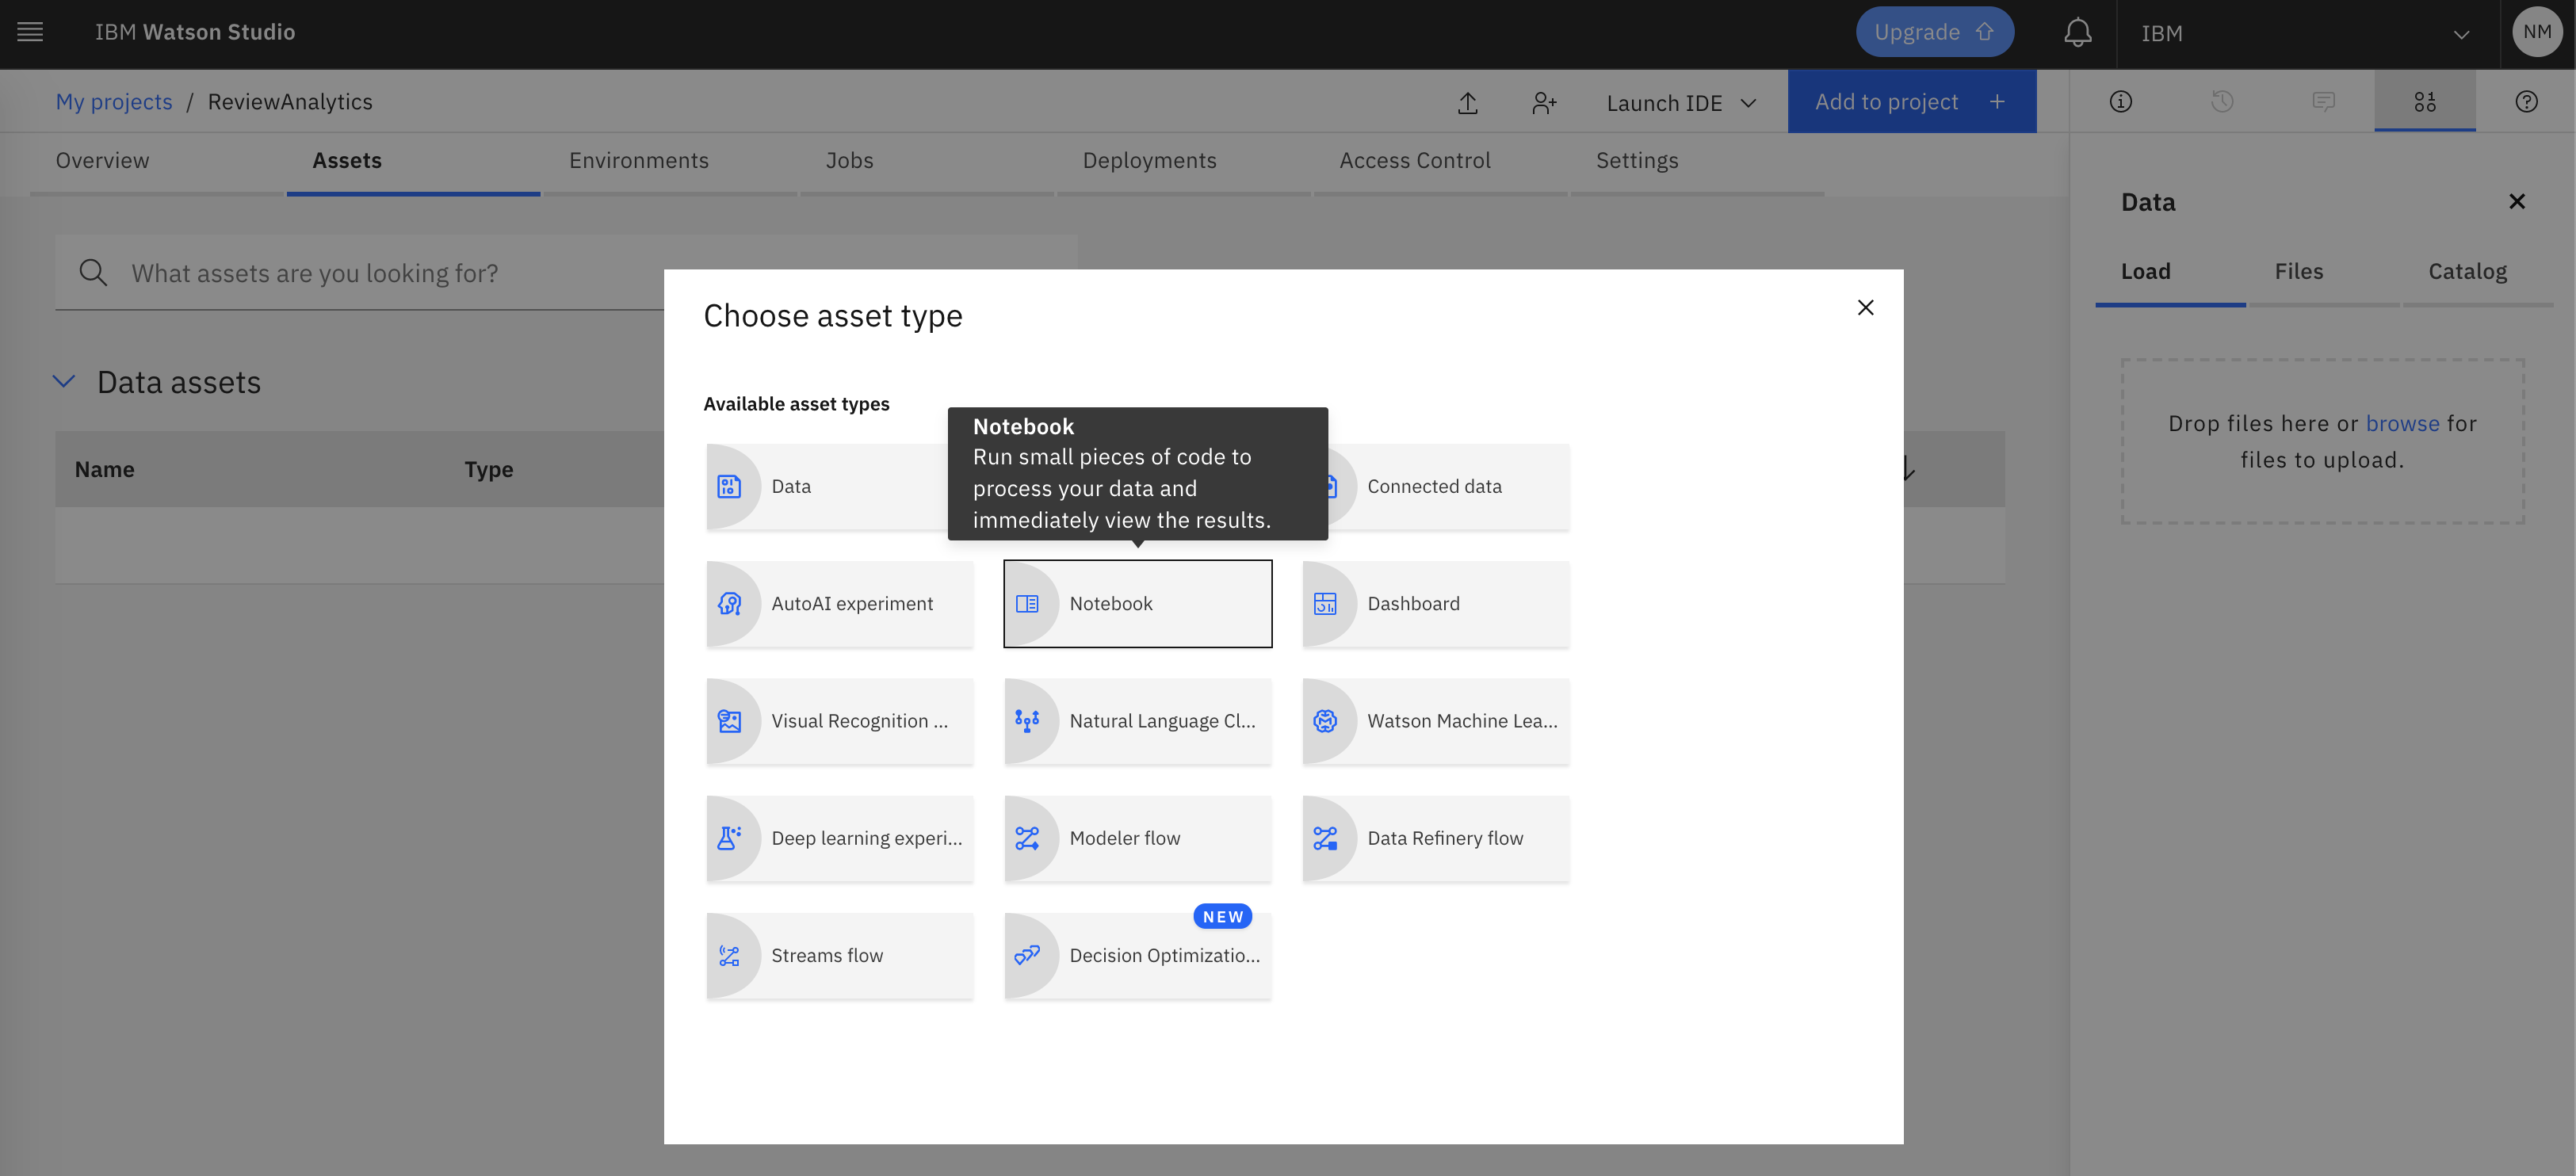 IBM Watson Studio
Upgrade
IBM
NM
My projects / ReviewAnalytics
Launch IDE
Add to project +
Overview
Assets
Environments
Jobs
Deployments
Access Control
Settings
What assets are you looking for?
Data assets
Name
Type
Data
Load
Files
Catalog
Drop files here or browse for
files to upload.
Choose asset type
Available asset types
Notebook
Run small pieces of code to
process your data and
immediately view the results.
Data
Connected data
AutoAI experiment
Notebook
Dashboard
Visual Recognition ...
Natural Language Cl...
Watson Machine Lea...
Deep learning experi...
Modeler flow
Data Refinery flow
Streams flow
NEW
Decision Optimizatio...